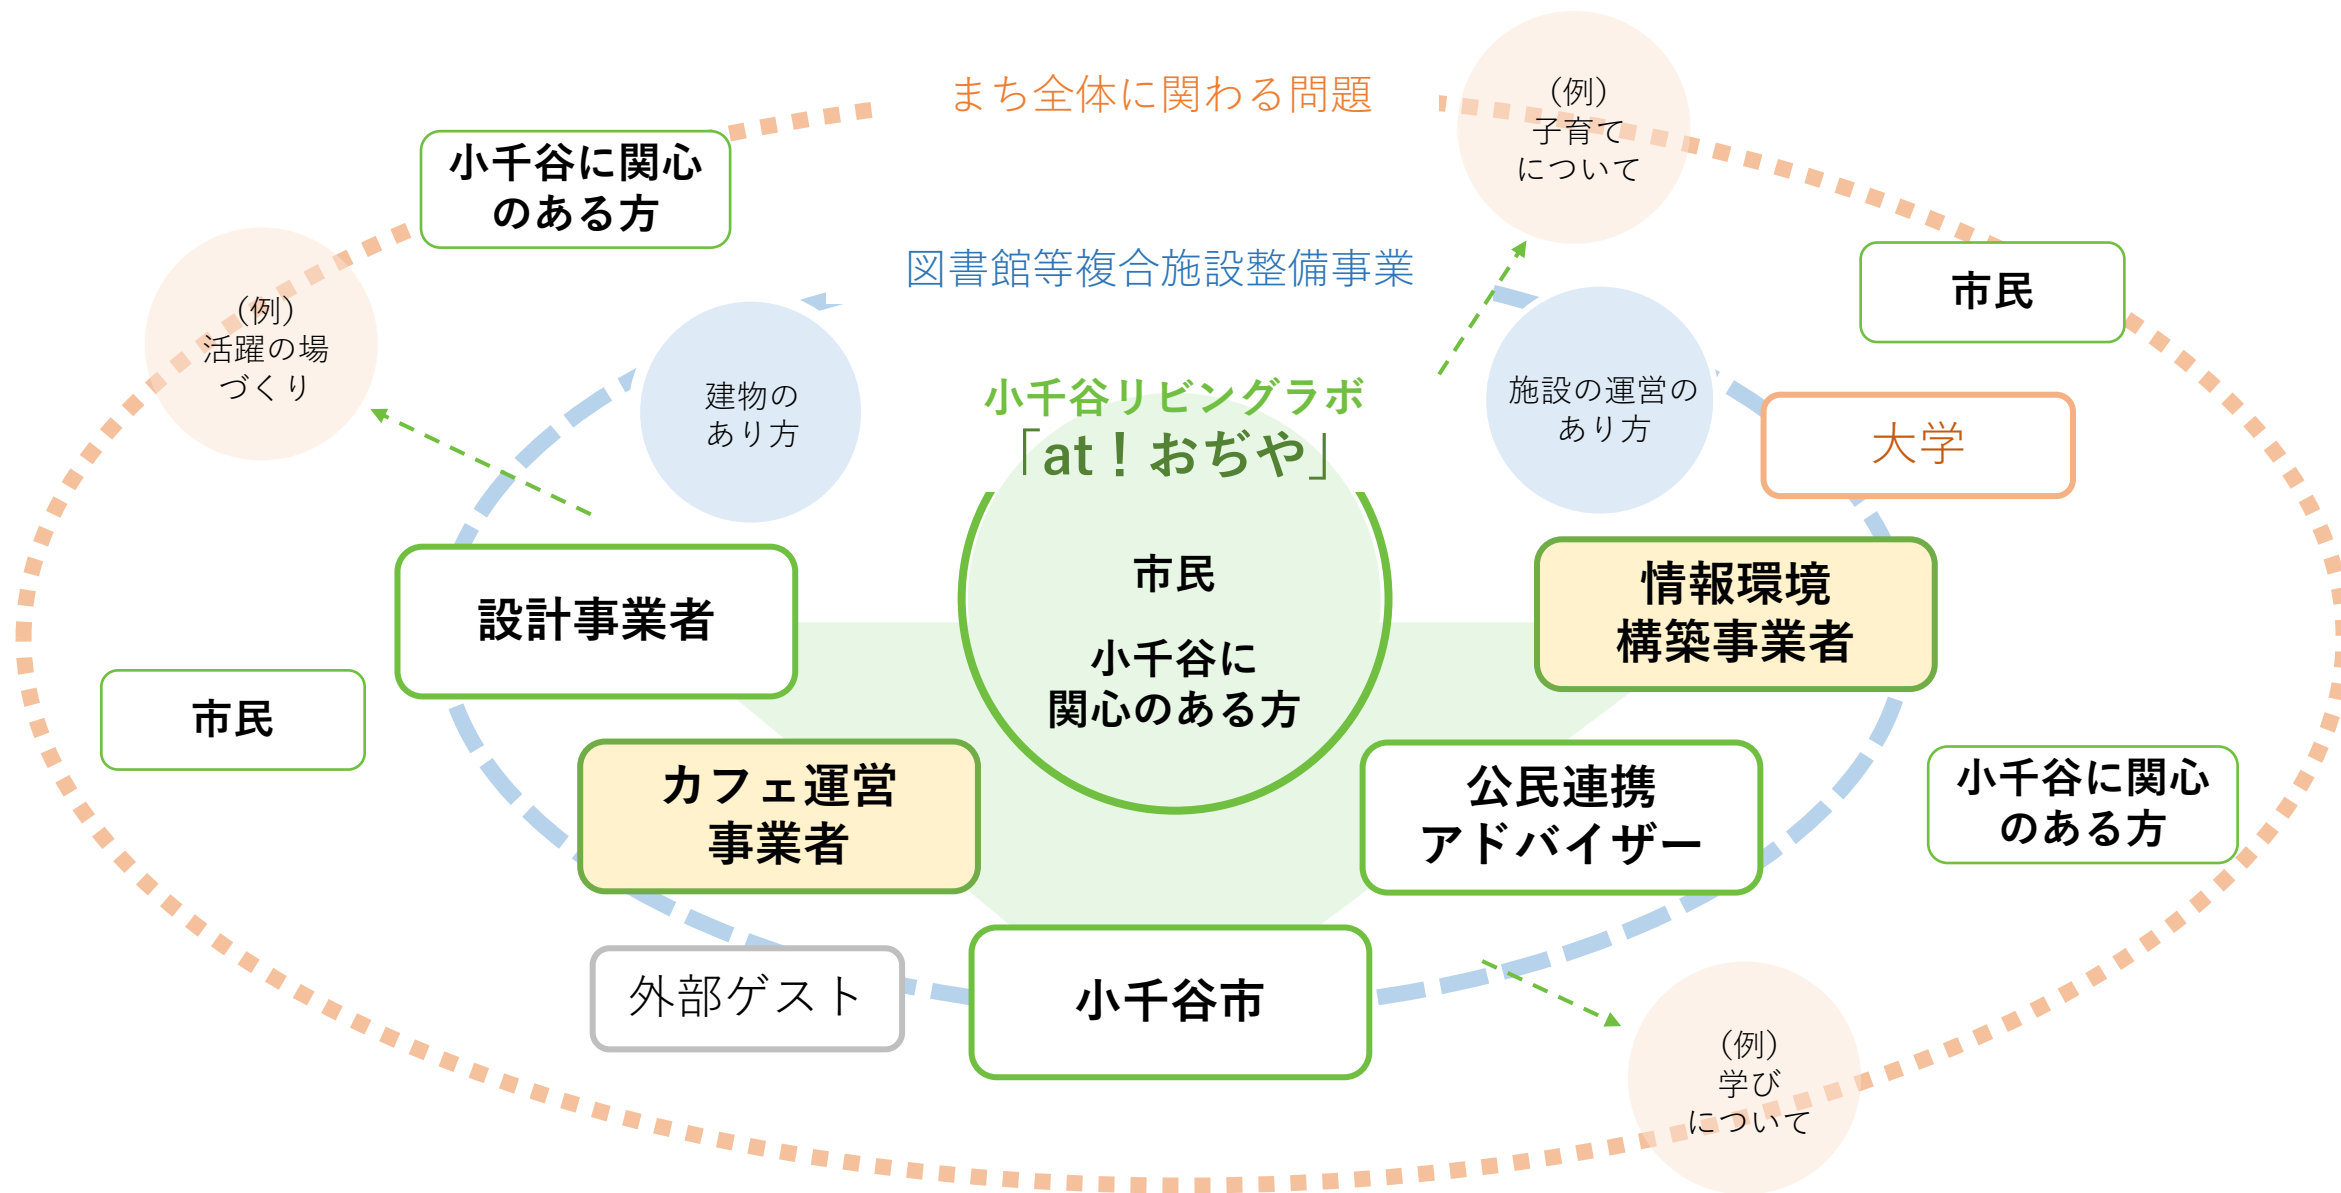 まち全体に関わる問題
(例)
子育て
について
小千谷に関心
のある方
図書館等複合施設整備事業
市民
(例)
活躍の場
づくり
建物の
あり方
小千谷リビングラボ
「at！おぢや」
施設の運営の
あり方
大学
市民
小千谷に
関心のある方
設計事業者
情報環境
構築事業者
市民
カフェ運営
事業者
公民連携
アドバイザー
小千谷に関心
のある方
外部ゲスト
小千谷市
(例)
学び
について